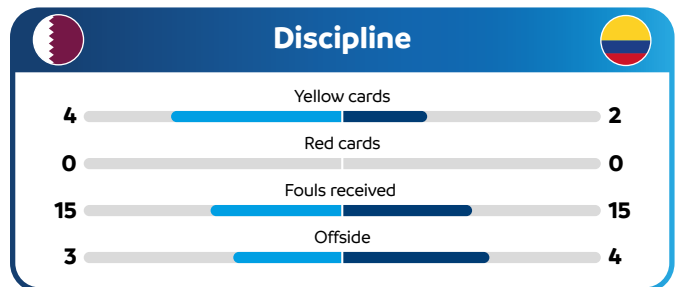 Discipline
Yellow cards
4 2
Red cards
0 0
Fouls received
15 15
Offside
3 4